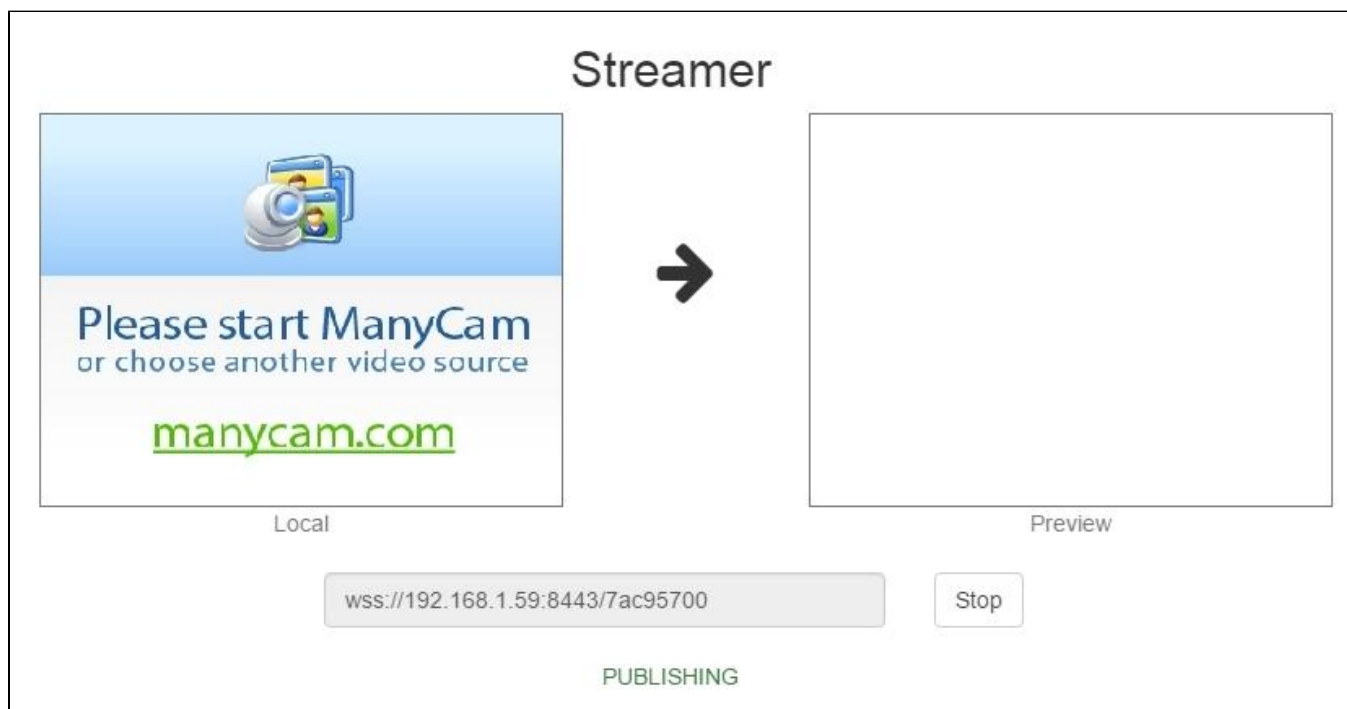 Streamer
Please start ManyCam
or choose another video source
manycam.com
Local
Preview
wss://192.168.1.59:8443/7ac95700
Stop
PUBLISHING